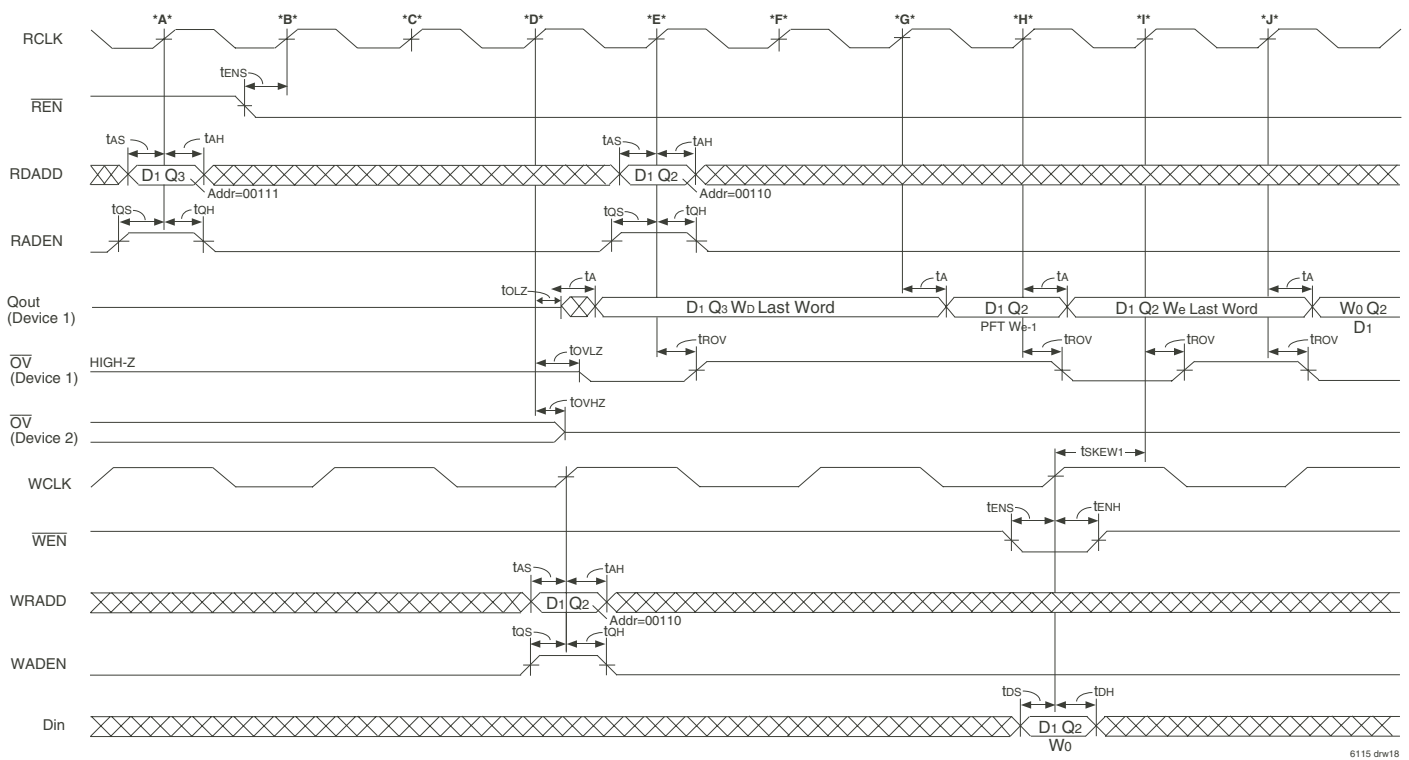 *A* *B* *C* *D* *E* *F* *G* *H* *I* *J*
RCLK
tENS
REN
tAS tAH tAS tAH
RDADD D1 Q3 D1 Q2
Addr=00111 Addr=00110
tQS tQH tQS tQH
RADEN
tOLZ tA tA tA tA
Qout D1 Q3 WD Last Word D1 Q2 D1 Q2 We Last Word W0 Q2
(Device 1) PFT We-1 D1
tOVLZ tROV tROV tROV tROV
OV HIGH-Z
(Device 1)
tOVHZ
OV
(Device 2)
tSKEW1
WCLK
tENS tENH
WEN
tAS tAH
WRADD D1 Q2
Addr=00110
tQS tQH
WADEN
tDS tDH
Din D1 Q2
W0
6115 drw18